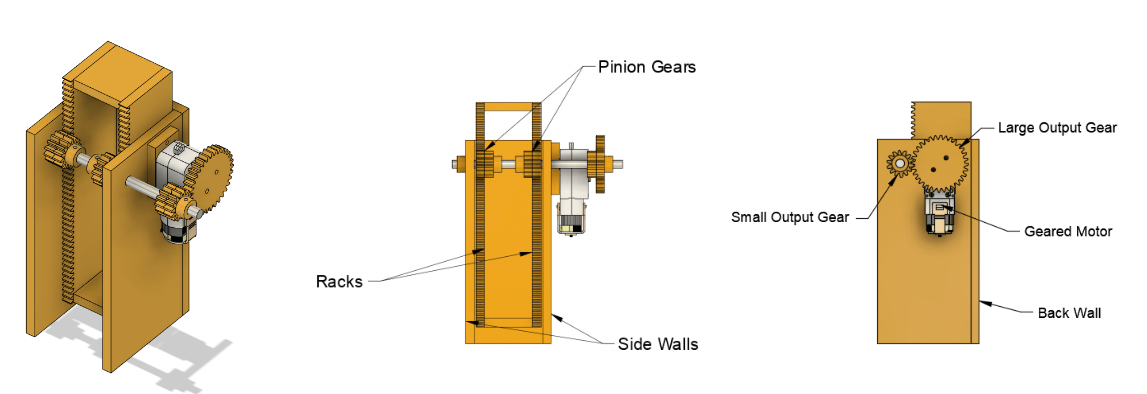 Pinion Gears
Racks
Side Walls
Large Output Gear
Small Output Gear
Geared Motor
Back Wall